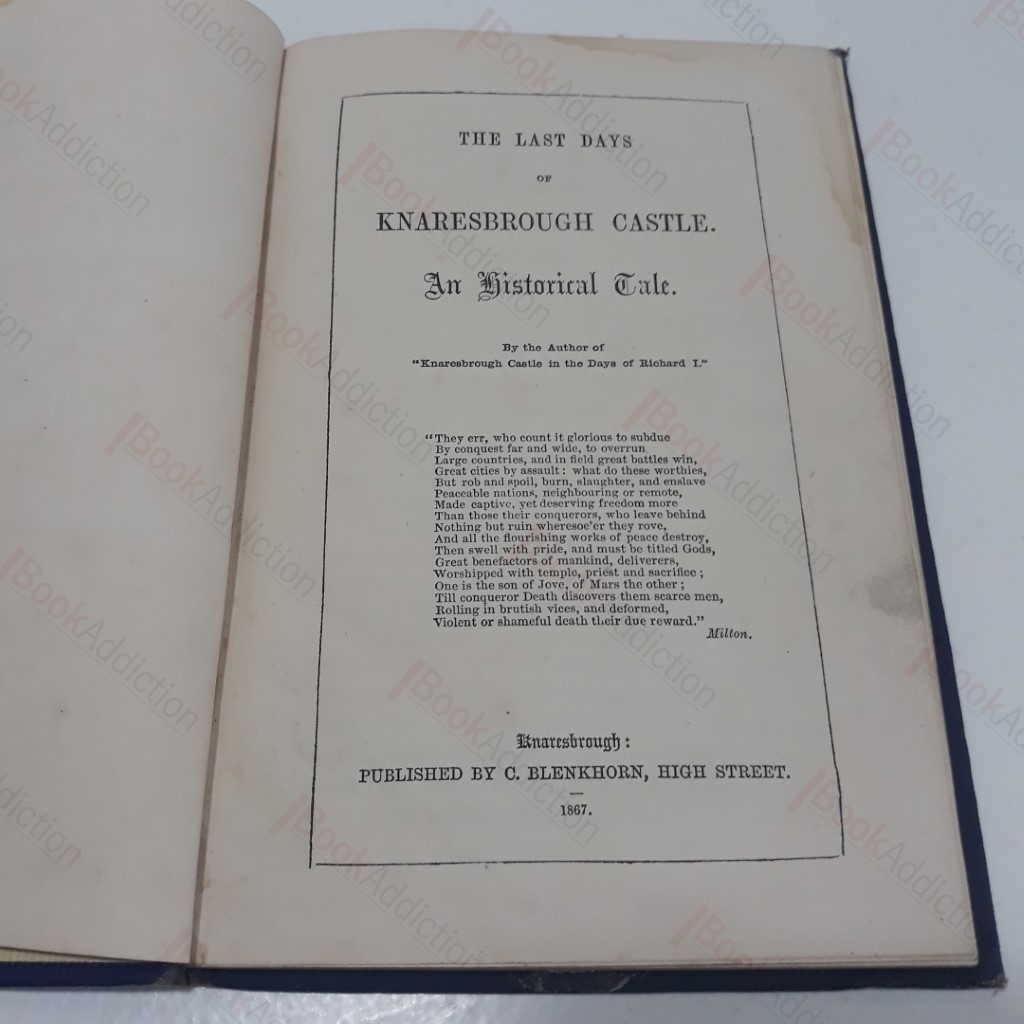 THE LAST DAYS
OF
KNARESBROUGH CASTLE.
An Historical Tale.
By the Author of
"Knaresbrough Castle in the Days of Richard I."
"They err, who count it glorious to subdue
By conquest far and wide, to overrun
Large countries, and in field great battles win,
Great cities by assault: what do these worthies,
But rob and spoil, burn, slaughter, and enslave
Peaceable nations, neighbouring or remote,
Made captive, yet deserving freedom more
Than those their conquerors, who leave behind
Nothing but ruin wheresoe'er they rove,
And all the flourishing works of peace destroy,
Then swell with pride, and must be titled Gods,
Great benefactors of mankind, deliverers,
Worshipped with temple, priest and sacrifice;
One is the son of Jove, of Mars the other;
Till conqueror Death discovers them scarce men,
Rolling in brutish vices, and deformed,
Violent or shameful death their due reward."
Milton.
Knaresbrough:
PUBLISHED BY C. BLENKHORN, HIGH STREET.
1867.
BookAddiction